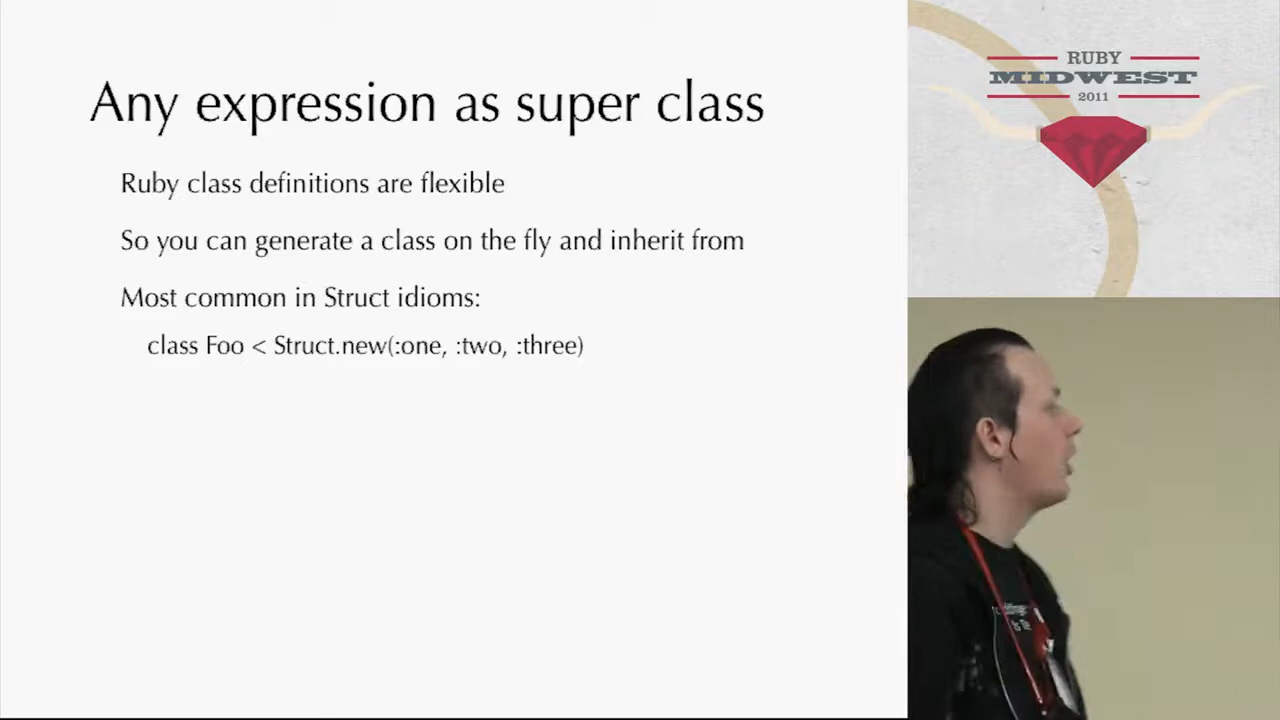 Any expression as super class
Ruby class definitions are flexible
So you can generate a class on the fly and inherit from
Most common in Struct idioms:
class Foo < Struct.new(:one, :two, :three)
RUBY
MIDWEST
2011